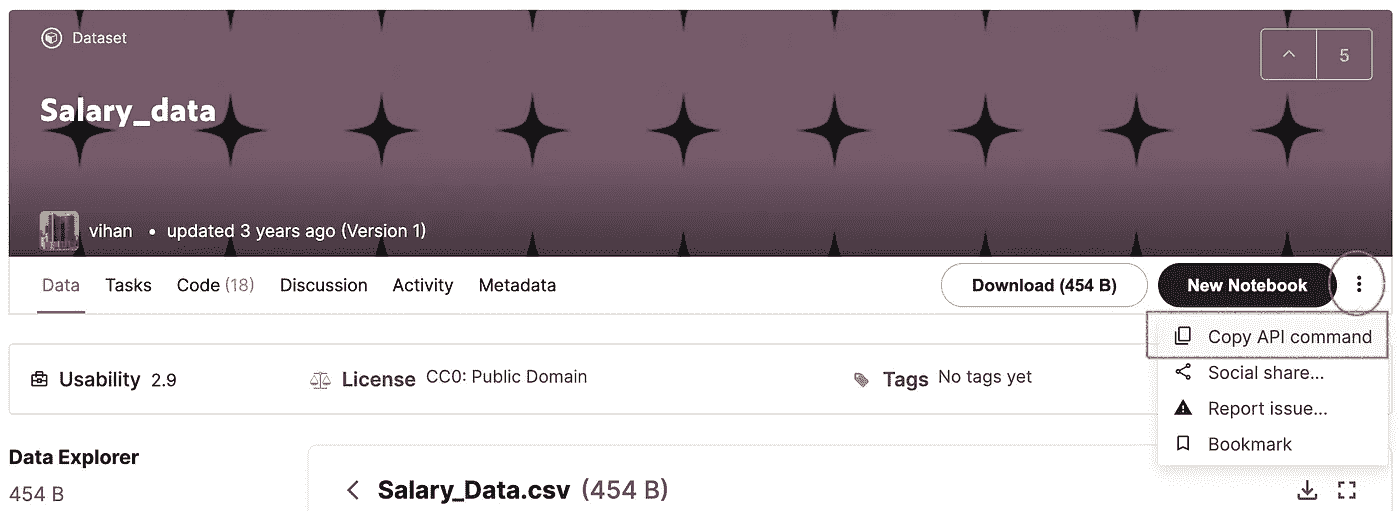 Dataset
5
Salary_data
vihan • updated 3 years ago (Version 1)
Data Tasks Code (18) Discussion Activity Metadata Download (454 B) New Notebook
Copy API command
Usability 2.9 License CC0: Public Domain Tags No tags yet
Social share...
Report issue...
Bookmark
Data Explorer
454 B
Salary_Data.csv (454 B)